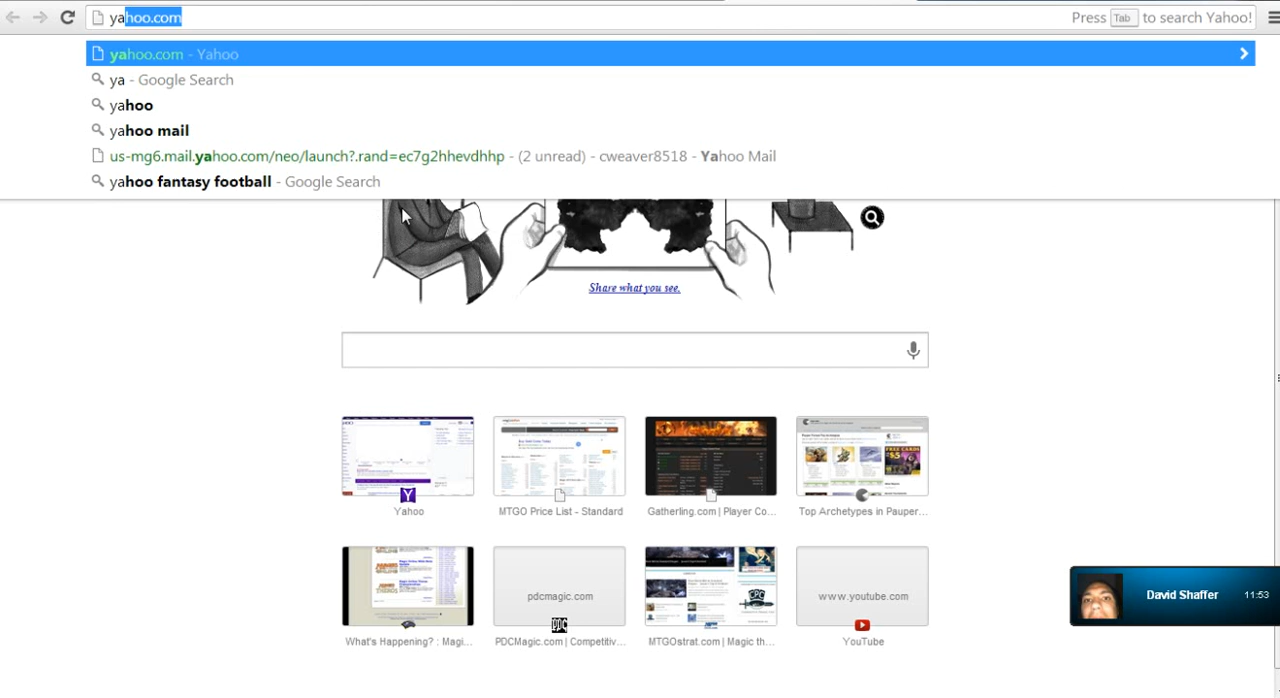 yahoo.com Press Tab to search Yahoo!
yahoo.com - Yahoo
ya - Google Search
yahoo
yahoo mail
us-mg6.mail.yahoo.com/neo/launch?.rand=ec7g2hhevdhhp - (2 unread) - cweaver8518 - Yahoo Mail
yahoo fantasy football - Google Search
Share what you see.
FREE CARDS
$5
Yahoo MTGO Price List - Standard Gatherling.com | Player Co... Top Archetypes in Pauper...
pdcmagic.com www.youtube.com
What's Happening? : Magi... PDCMagic.com | Competitiv... MTGOstrat.com | Magic th... YouTube
David Shaffer 11:53